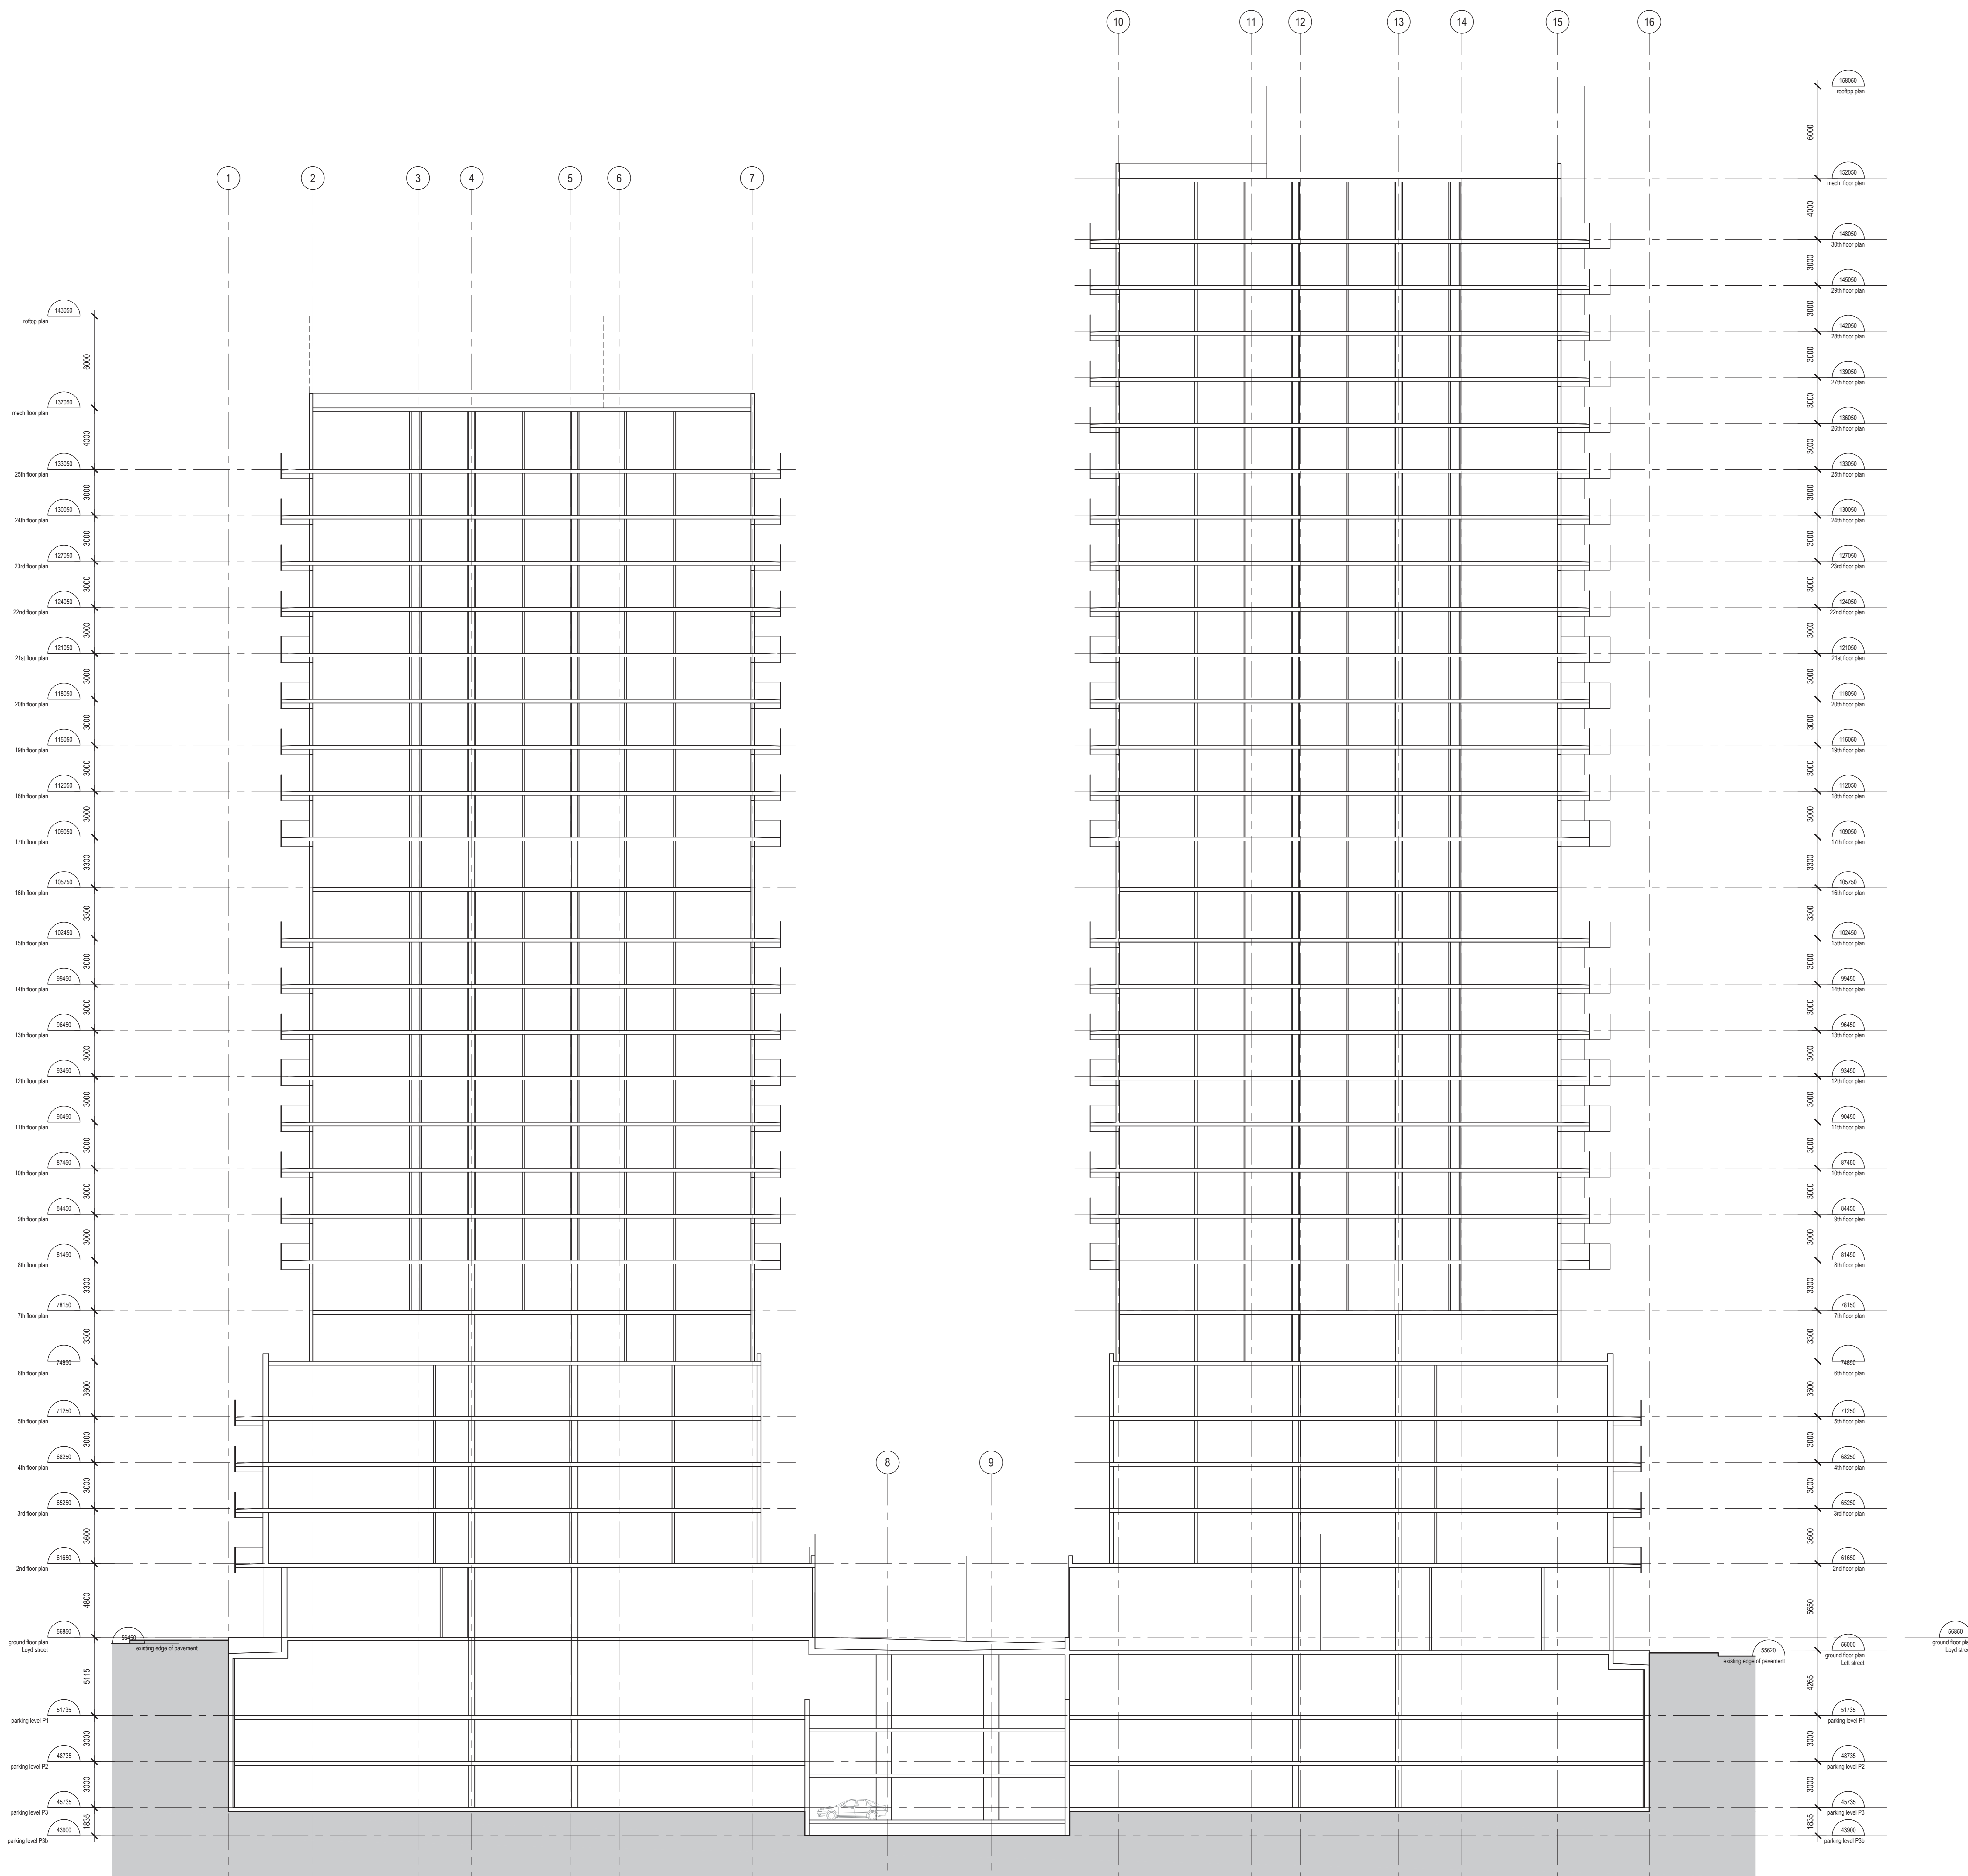 10 11 12 13 14 15 16
158050
rooftop plan
6000
152050
mech. floor plan
4000
148050
30th floor plan
3000
145050
29th floor plan
3000
142050
28th floor plan
3000
139050
27th floor plan
3000
136050
26th floor plan
3000
133050
25th floor plan
3000
130050
24th floor plan
3000
127050
23rd floor plan
3000
124050
22nd floor plan
3000
121050
21st floor plan
3000
118050
20th floor plan
3000
115050
19th floor plan
3000
112050
18th floor plan
3000
109050
17th floor plan
3300
105750
16th floor plan
3300
102450
15th floor plan
3000
99450
14th floor plan
3000
96450
13th floor plan
3000
93450
12th floor plan
3000
90450
11th floor plan
3000
87450
10th floor plan
3000
84450
9th floor plan
3000
81450
8th floor plan
3300
78150
7th floor plan
3300
74850
6th floor plan
3600
71250
5th floor plan
3000
68250
4th floor plan
3000
65250
3rd floor plan
3600
61650
2nd floor plan
5650
56000
ground floor plan
Lett street
4265
51735
parking level P1
3000
48735
parking level P2
3000
45735
parking level P3
1835
43900
parking level P3b
1 2 3 4 5 6 7
143050
roftop plan
6000
137050
mech floor plan
4000
133050
25th floor plan
3000
130050
24th floor plan
3000
127050
23rd floor plan
3000
124050
22nd floor plan
3000
121050
21st floor plan
3000
118050
20th floor plan
3000
115050
19th floor plan
3000
112050
18th floor plan
3000
109050
17th floor plan
3300
105750
16th floor plan
3300
102450
15th floor plan
3000
99450
14th floor plan
3000
96450
13th floor plan
3000
93450
12th floor plan
3000
90450
11th floor plan
3000
87450
10th floor plan
3000
84450
9th floor plan
3000
81450
8th floor plan
3300
78150
7th floor plan
3300
74850
6th floor plan
3600
71250
5th floor plan
3000
68250
4th floor plan
3000
65250
3rd floor plan
3600
61650
2nd floor plan
4800
56850
ground floor plan
Loyd street
5115
51735
parking level P1
3000
48735
parking level P2
3000
45735
parking level P3
1835
43900
parking level P3b
8 9
56450
existing edge of pavement
55620
existing edge of pavement
56850